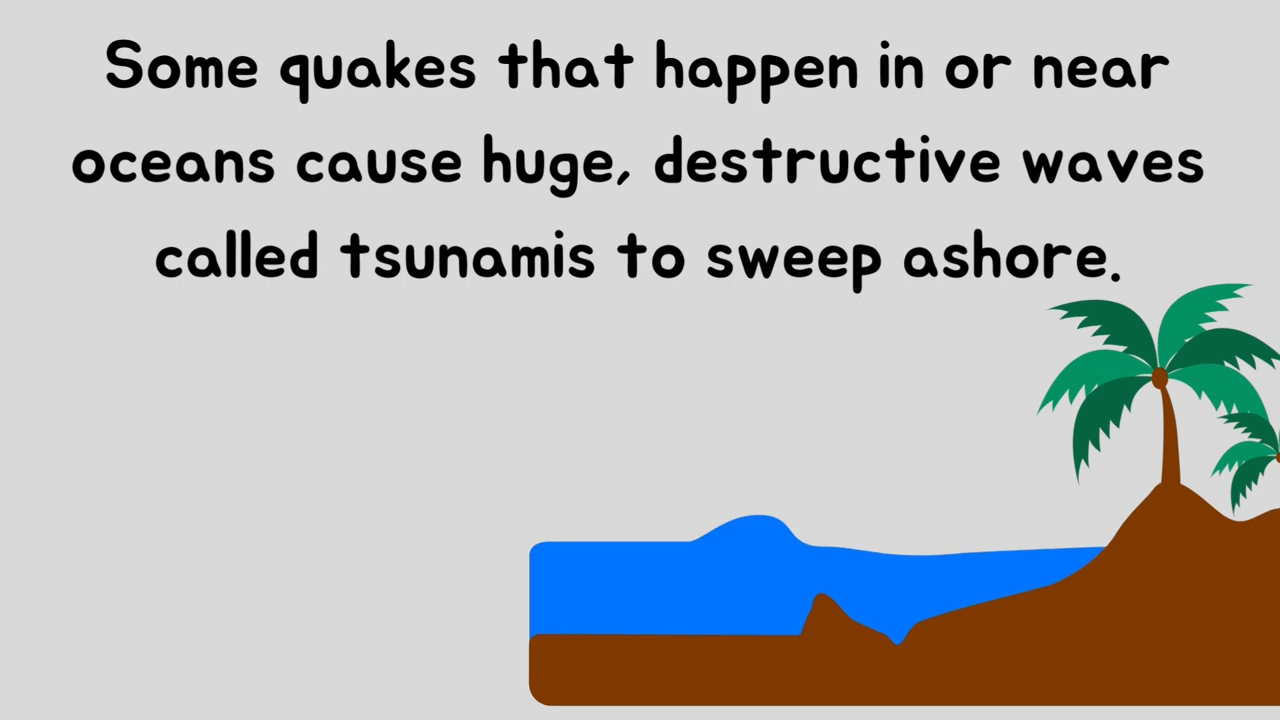 Some quakes that happen in or near
oceans cause huge, destructive waves
called tsunamis to sweep ashore.